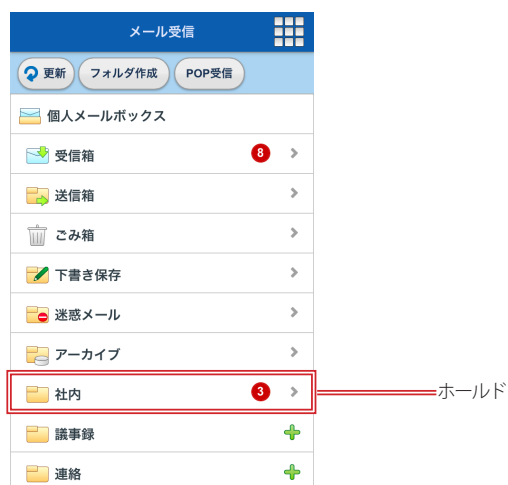 メール受信
更新 フォルダ作成 POP受信
個人メールボックス
受信箱 8
送信箱
ごみ箱
下書き保存
迷惑メール
アーカイブ
社内 3 ホールド
議事録
連絡